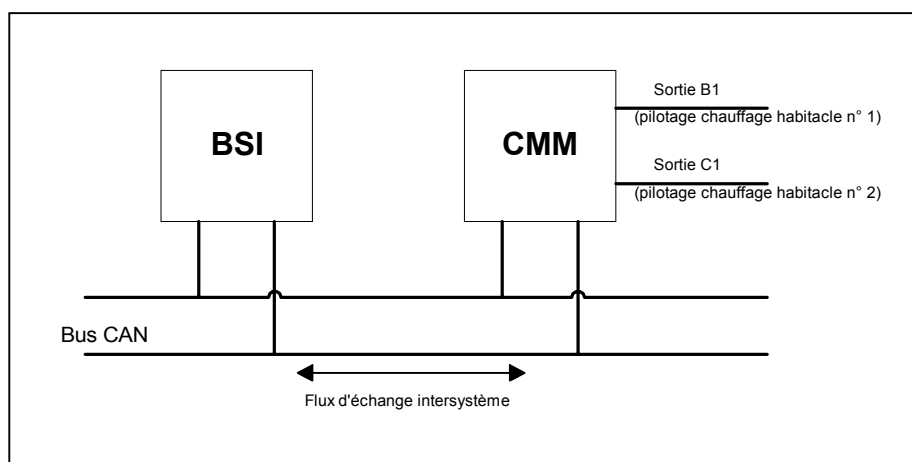 BSI
CMM
Sortie B1
(pilotage chauffage habitacle n° 1)
Sortie C1
(pilotage chauffage habitacle n° 2)
Bus CAN
Flux d'échange intersystème